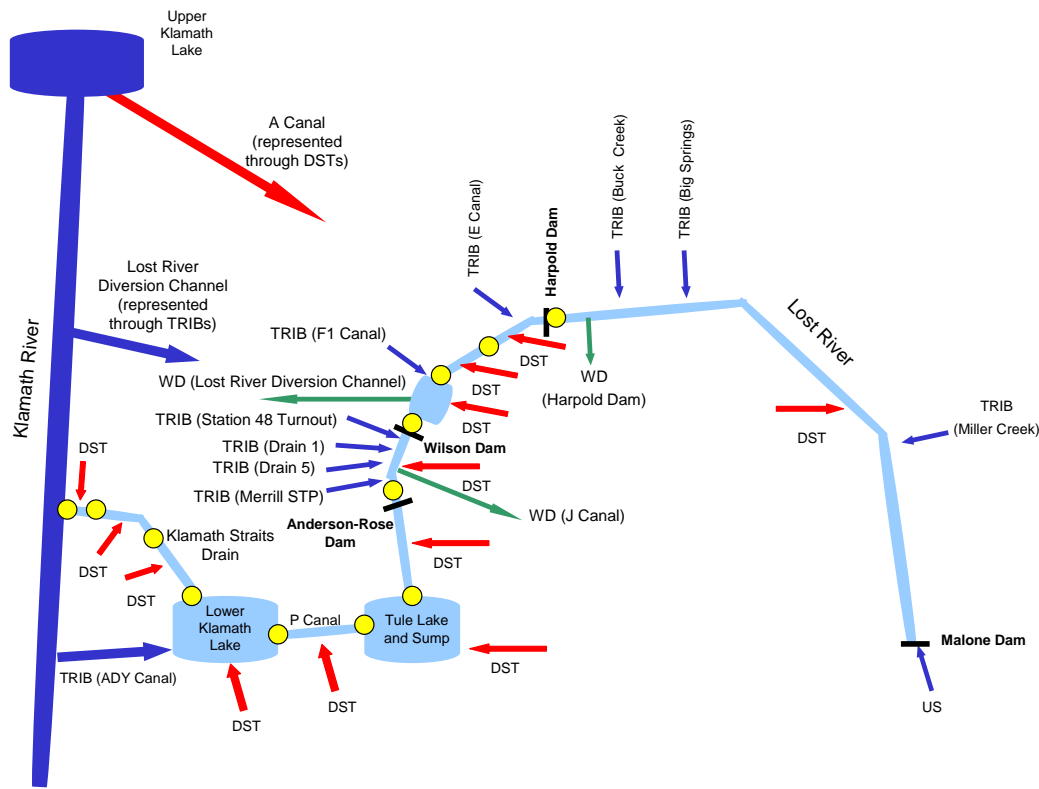 Upper
Klamath
Lake
A Canal
(represented
through DSTs)
TRIB (Buck Creek)
TRIB (Big Springs)
TRIB (E Canal)
Harpold Dam
Lost River
Diversion Channel
(represented
through TRIBs)
Lost River
TRIB (F1 Canal)
DST
WD
(Harpold Dam)
WD (Lost River Diversion Channel)
DST
DST
TRIB
(Miller Creek)
DST
TRIB (Station 48 Turnout)
Wilson Dam
TRIB (Drain 1)
TRIB (Drain 5)
DST
TRIB (Merrill STP)
WD (J Canal)
Anderson-Rose
Dam
Klamath River
DST
Klamath Straits
Drain
DST
DST
DST
Lower
Klamath
Lake
P Canal
Tule Lake
and Sump
DST
Malone Dam
TRIB (ADY Canal)
DST
DST
US